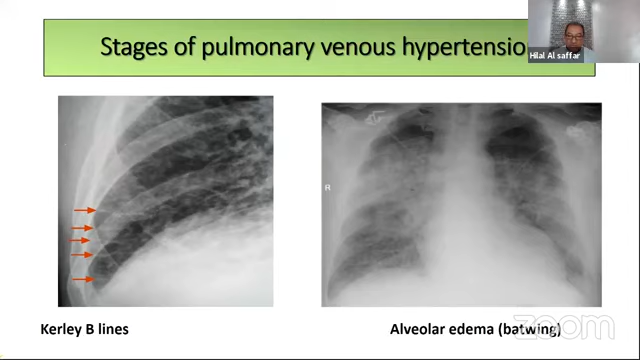 Stages of pulmonary venous hypertensio
Hilal Al saffar
R
Kerley B lines
Alveolar edema (batwing)
zoom